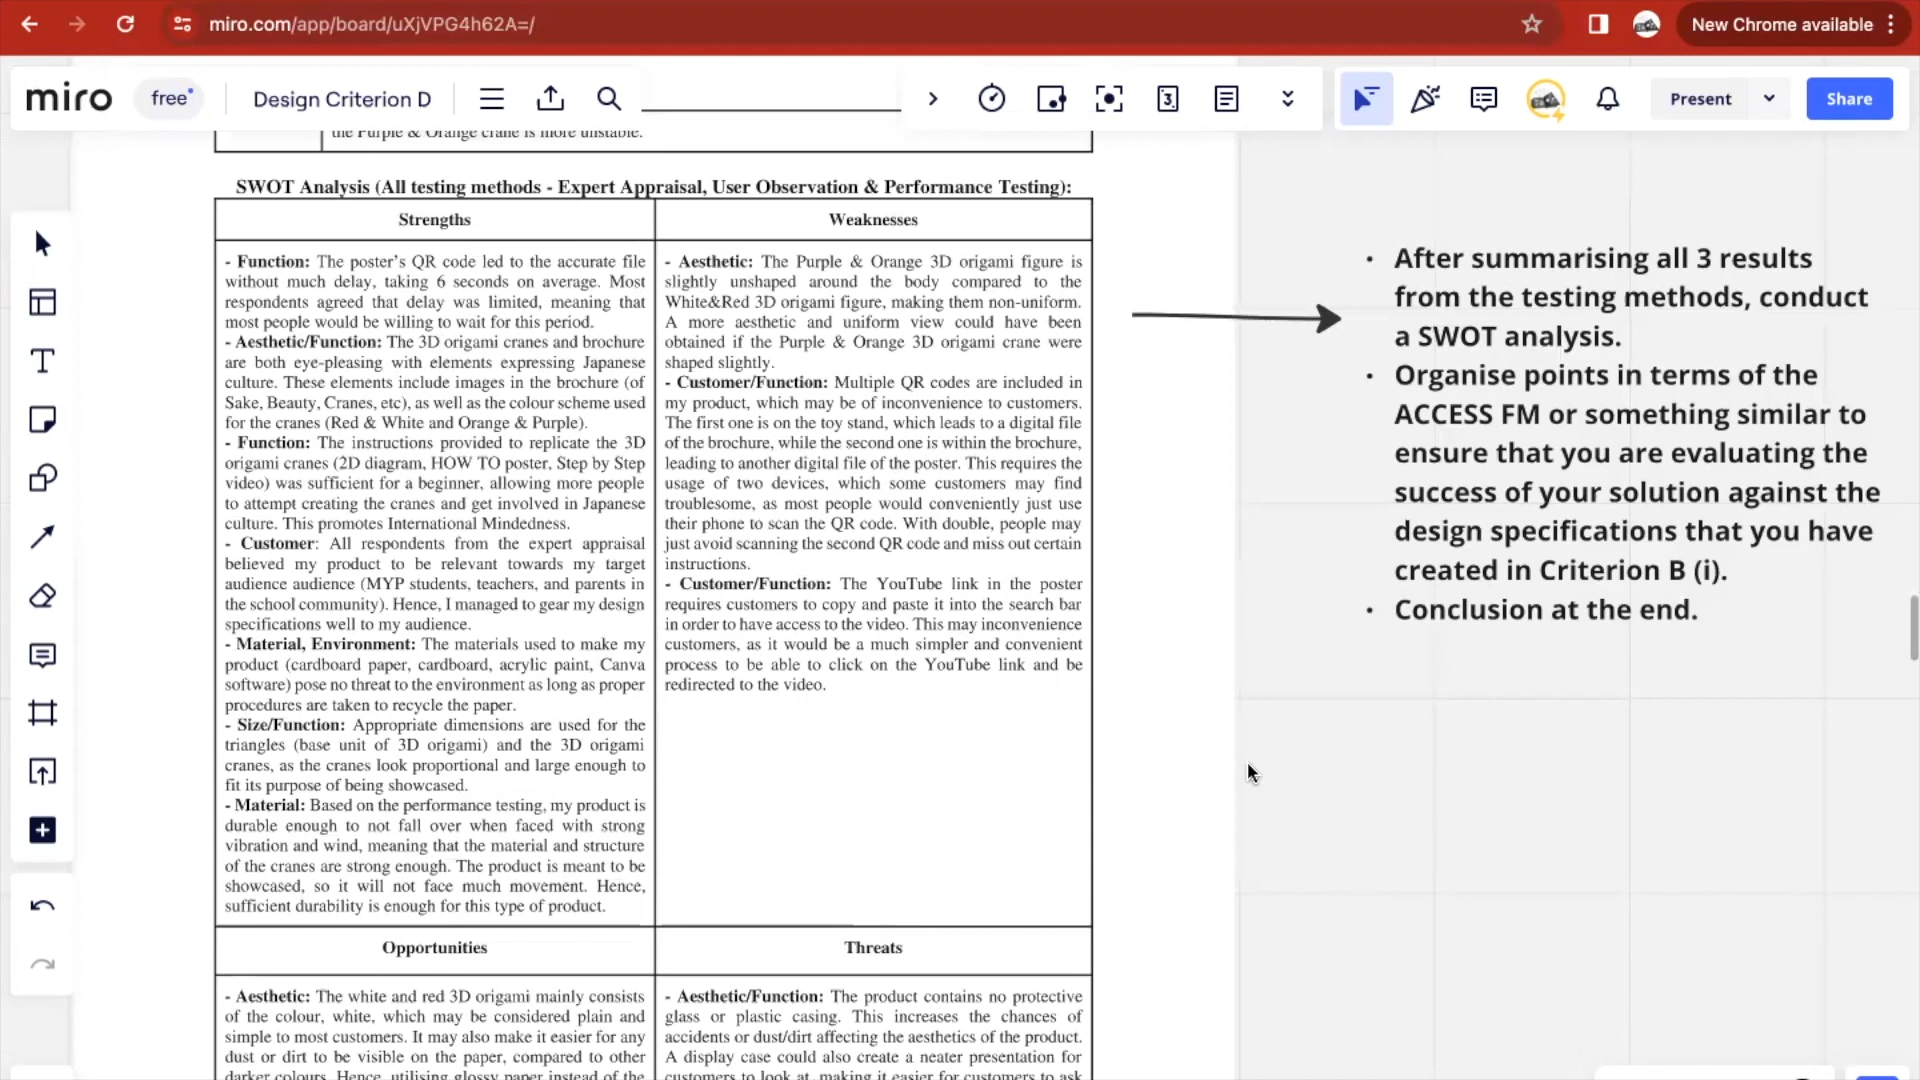 miro.com/app/board/uXjVPG4h62A=/
New Chrome available
miro
free
Design Criterion D
3
Present
Share
the Purple & Orange crane is more unstable.
SWOT Analysis (All testing methods - Expert Appraisal, User Observation & Performance Testing):
Strengths
- Function: The poster's QR code led to the accurate file
without much delay, taking 6 seconds on average. Most
respondents agreed that delay was limited, meaning that
most people would be willing to wait for this period.
- Aesthetic/Function: The 3D origami cranes and brochure
are both eye-pleasing with elements expressing Japanese
culture. These elements include images in the brochure (of
Sake, Beauty, Cranes, etc), as well as the colour scheme used
for the cranes (Red & White and Orange & Purple).
- Function: The instructions provided to replicate the 3D
origami cranes (2D diagram, HOW TO poster, Step by Step
video) was sufficient for a beginner, allowing more people
to attempt creating the cranes and get involved in Japanese
culture. This promotes International Mindedness.
- Customer: All respondents from the expert appraisal
believed my product to be relevant towards my target
audience audience (MYP students, teachers, and parents in
the school community). Hence, I managed to gear my design
specifications well to my audience.
- Material, Environment: The materials used to make my
product (cardboard paper, cardboard, acrylic paint, Canva
software) pose no threat to the environment as long as proper
procedures are taken to recycle the paper.
- Size/Function: Appropriate dimensions are used for the
triangles (base unit of 3D origami) and the 3D origami
cranes, as the cranes look proportional and large enough to
fit its purpose of being showcased.
- Material: Based on the performance testing, my product is
durable enough to not fall over when faced with strong
vibration and wind, meaning that the material and structure
of the cranes are strong enough. The product is meant to be
showcased, so it will not face much movement. Hence,
sufficient durability is enough for this type of product.
Weaknesses
- Aesthetic: The Purple & Orange 3D origami figure is
slightly unshaped around the body compared to the
White&Red 3D origami figure, making them non-uniform.
A more aesthetic and uniform view could have been
obtained if the Purple & Orange 3D origami crane were
shaped slightly.
- Customer/Function: Multiple QR codes are included in
my product, which may be of inconvenience to customers.
The first one is on the toy stand, which leads to a digital file
of the brochure, while the second one is within the brochure,
leading to another digital file of the poster. This requires the
usage of two devices, which some customers may find
troublesome, as most people would conveniently just use
their phone to scan the QR code. With double, people may
just avoid scanning the second QR code and miss out certain
instructions.
- Customer/Function: The YouTube link in the poster
requires customers to copy and paste it into the search bar
in order to have access to the video. This may inconvenience
customers, as it would be a much simpler and convenient
process to be able to click on the YouTube link and be
redirected to the video.
Opportunities
- Aesthetic: The white and red 3D origami mainly consists
of the colour, white, which may be considered plain and
simple to most customers. It may also make it easier for any
dust or dirt to be visible on the paper, compared to other
darker colours. Hence, utilising glossy paper instead of the
Threats
- Aesthetic/Function: The product contains no protective
glass or plastic casing. This increases the chances of
accidents or dust/dirt affecting the aesthetics of the product.
A display case could also create a neater presentation for
customers to look at, making it easier for customers to ask
• After summarising all 3 results
from the testing methods, conduct
a SWOT analysis.
• Organise points in terms of the
ACCESS FM or something similar to
ensure that you are evaluating the
success of your solution against the
design specifications that you have
created in Criterion B (i).
• Conclusion at the end.